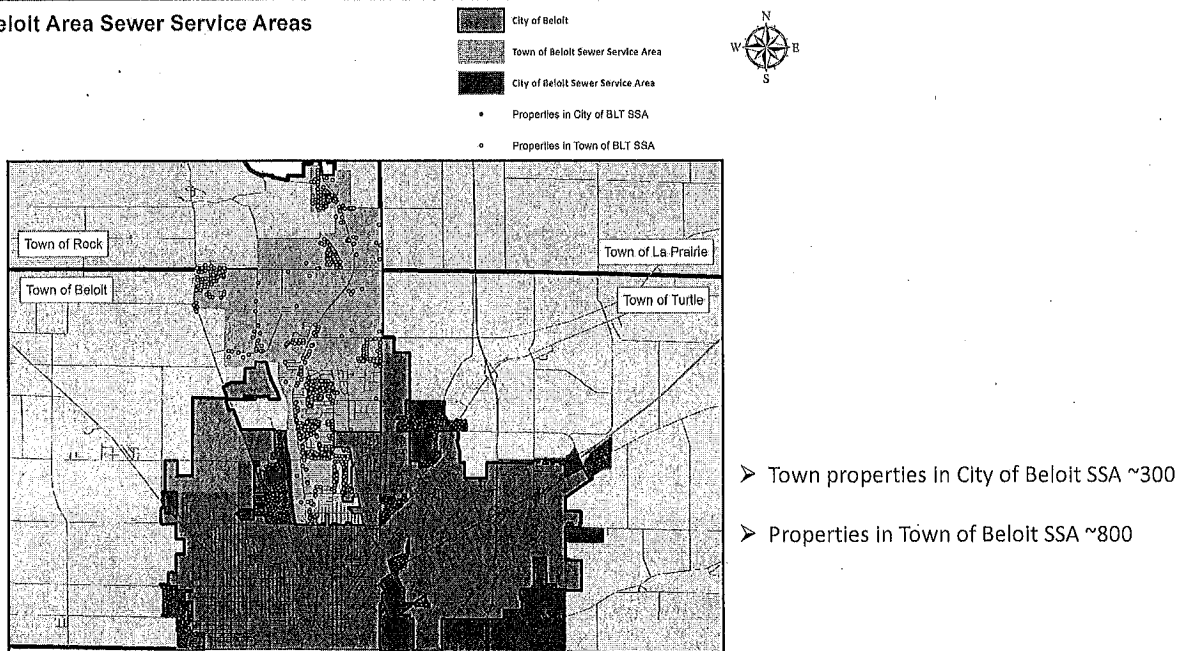 eloit Area Sewer Service Areas
City of Beloit
Town of Beloit Sewer Service Area
City of Beloit Sewer Service Area
Properties in City of BLT SSA
Properties in Town of BLT SSA
N
W E
S
Town of Rock
Town of La Prairie
Town of Beloit
Town of Turtle
➢ Town properties in City of Beloit SSA ~300
➢ Properties in Town of Beloit SSA ~800